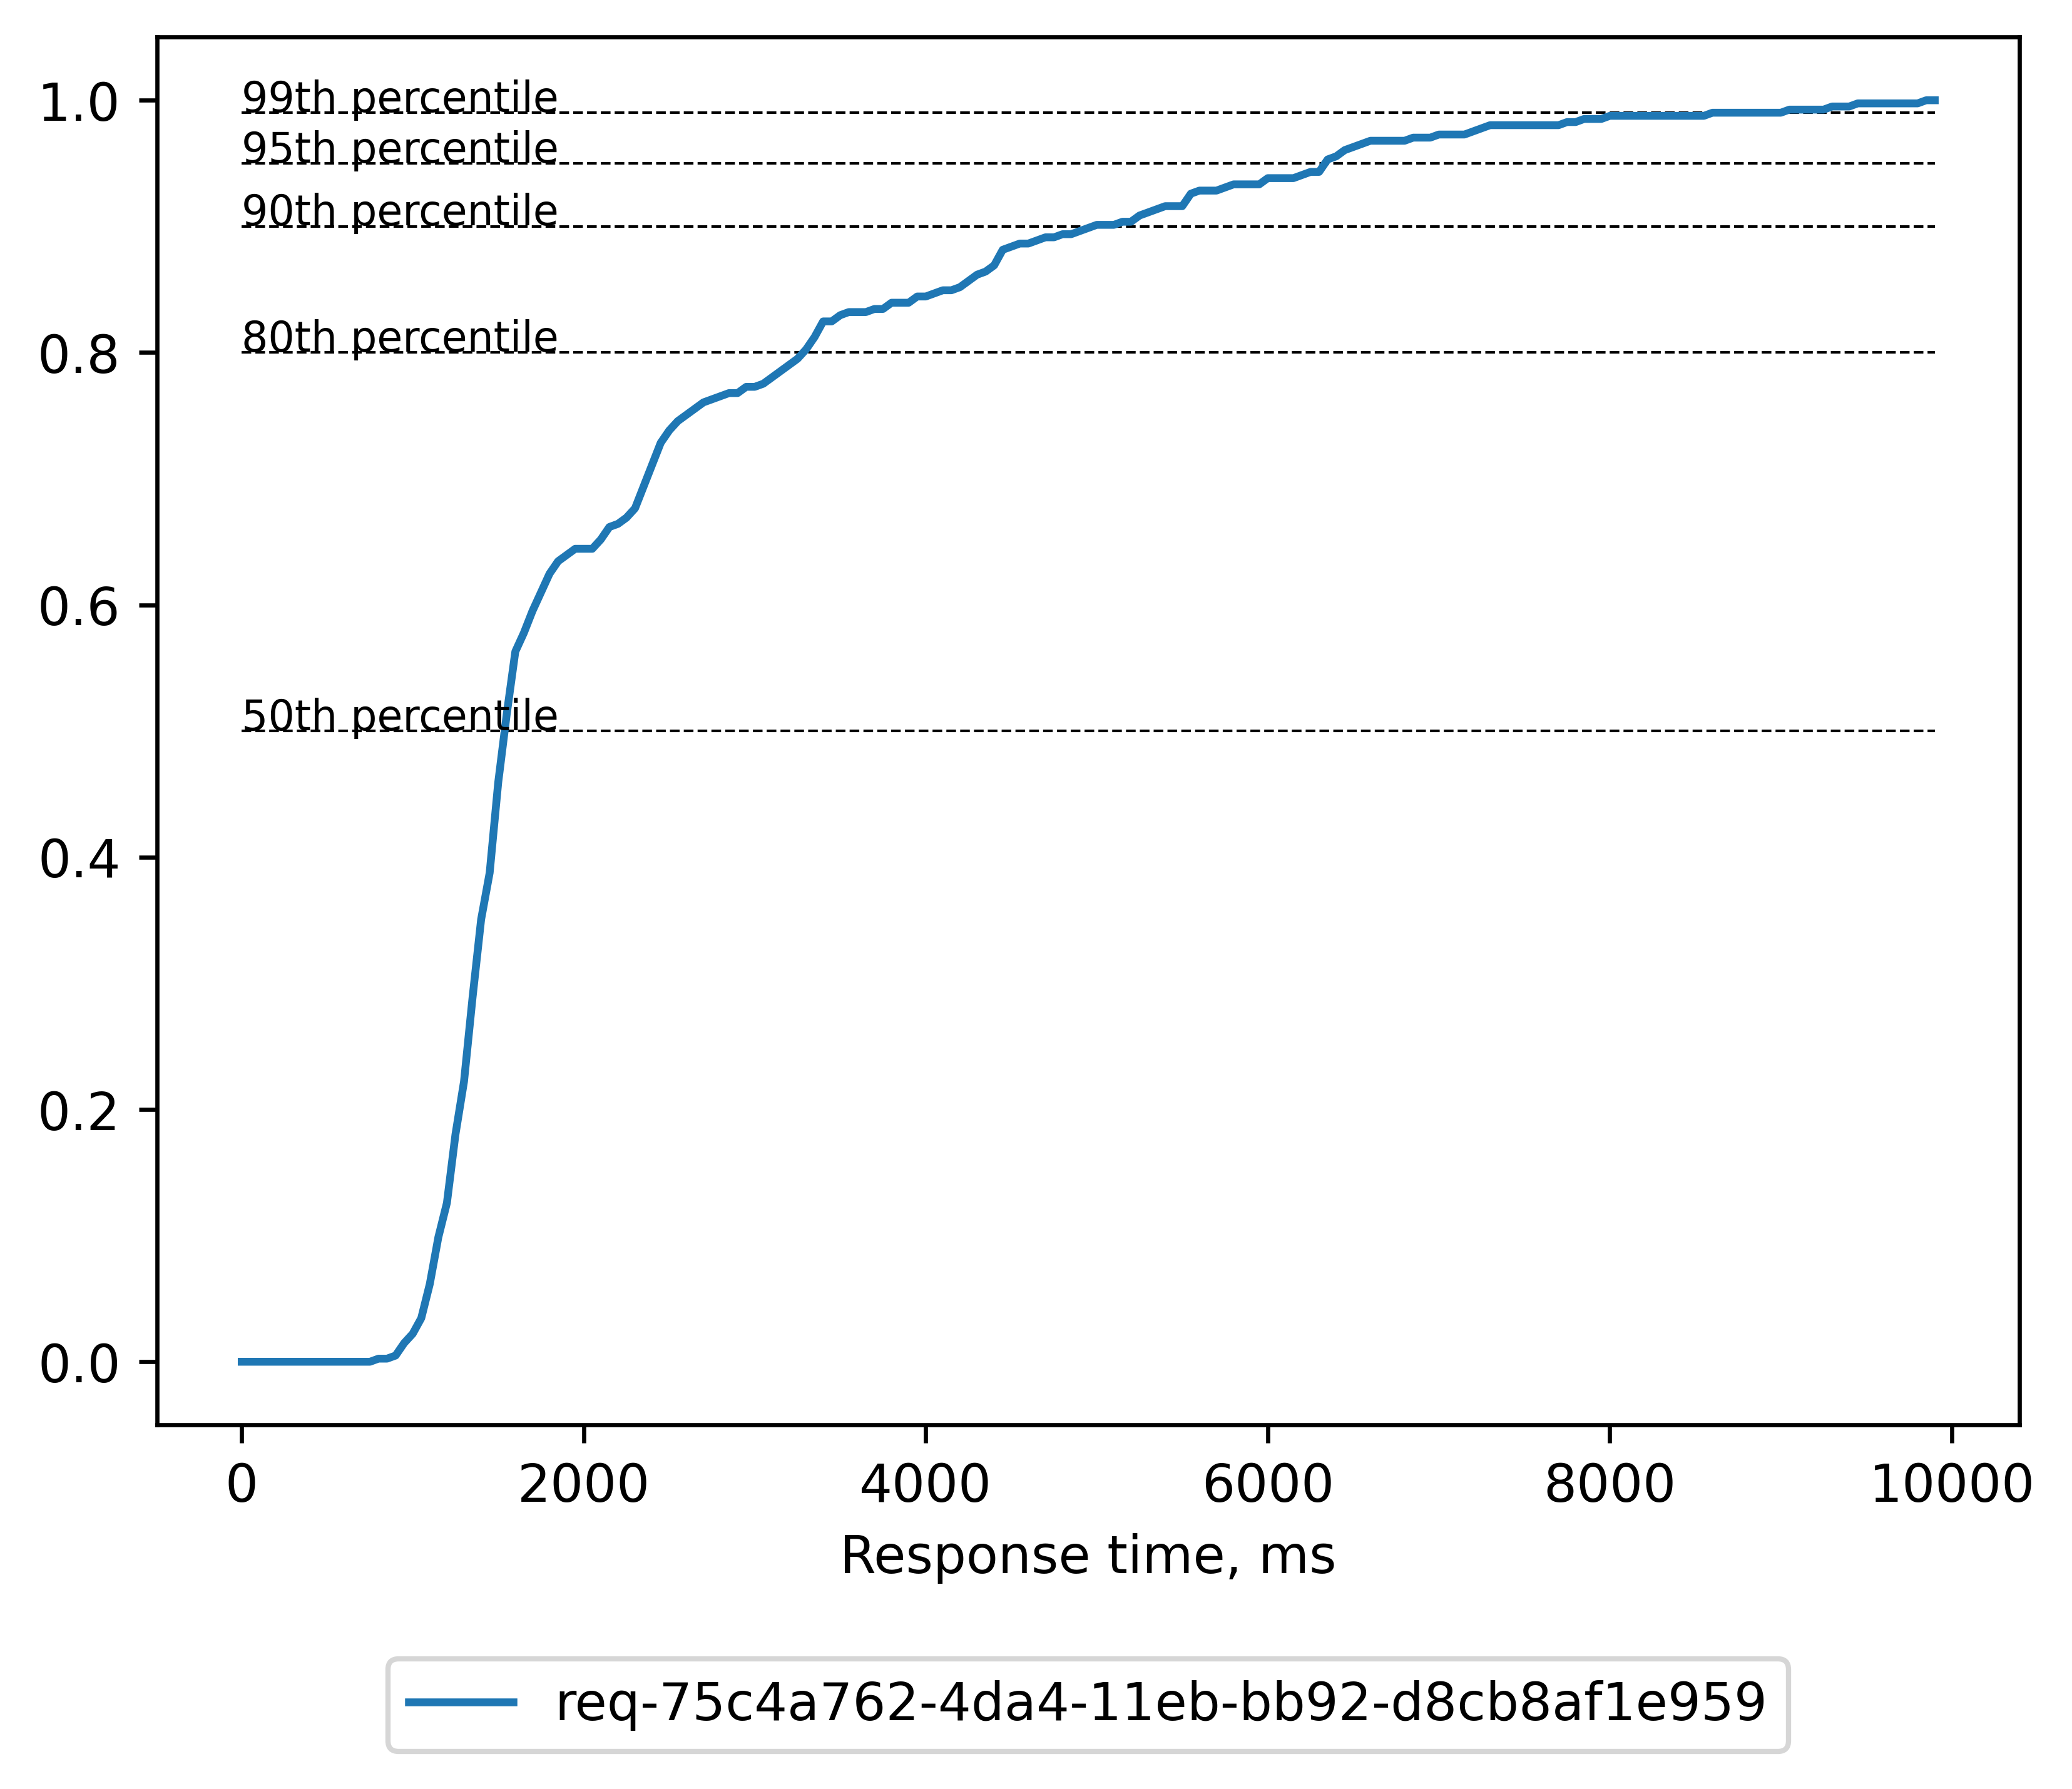 99th percentile
1.0
95th percentile
90th percentile
80th percentile
0.8
0.6
50th percentile
0.4
0.2
0.0
0 2000 4000 6000 8000 10000
Response time, ms
req-75c4a762-4da4-11eb-bb92-d8cb8af1e959